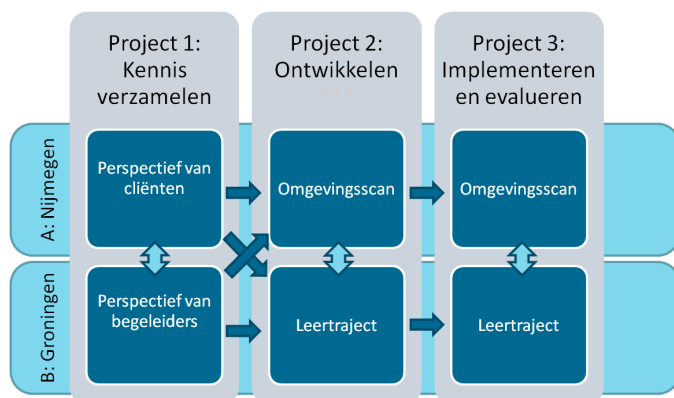 Project 1:
Kennis
verzamelen
Project 2:
Ontwikkelen
Project 3:
Implementeren
en evalueren
A: Nijmegen
Perspectief van
cliënten
Omgevingsscan
Omgevingsscan
B: Groningen
Perspectief van
begeleiders
Leertraject
Leertraject